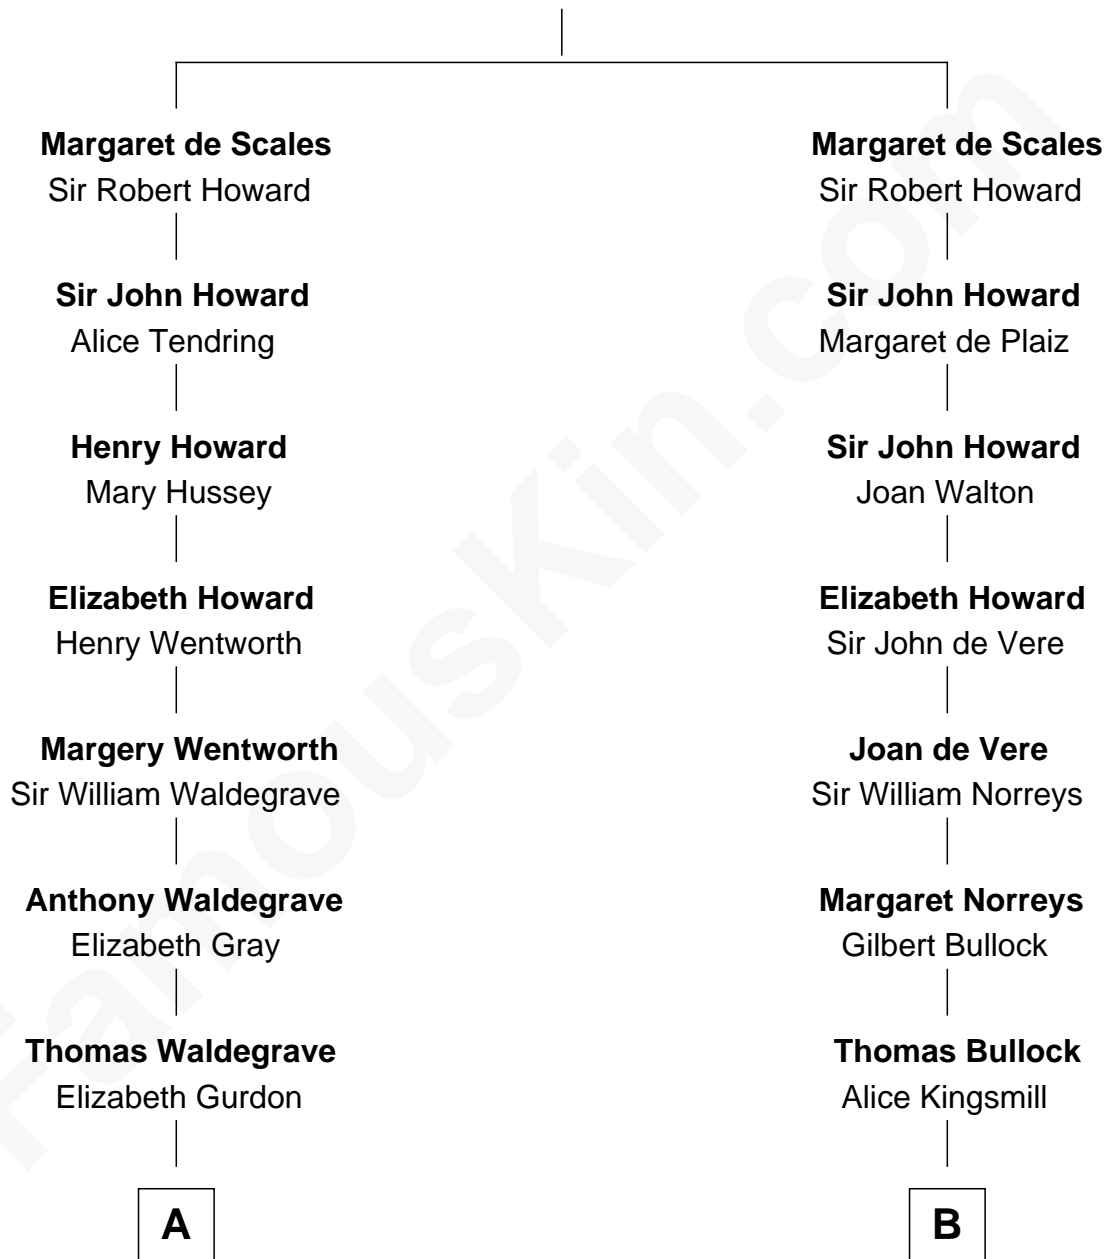 Margaret de Scales
Sir Robert Howard
Sir John Howard
Alice Tendring
Henry Howard
Mary Hussey
Elizabeth Howard
Henry Wentworth
Margery Wentworth
Sir William Waldegrave
Anthony Waldegrave
Elizabeth Gray
Thomas Waldegrave
Elizabeth Gurdon
A
Margaret de Scales
Sir Robert Howard
Sir John Howard
Margaret de Plaiz
Sir John Howard
Joan Walton
Elizabeth Howard
Sir John de Vere
Joan de Vere
Sir William Norreys
Margaret Norreys
Gilbert Bullock
Thomas Bullock
Alice Kingsmill
B
FamousKin.com